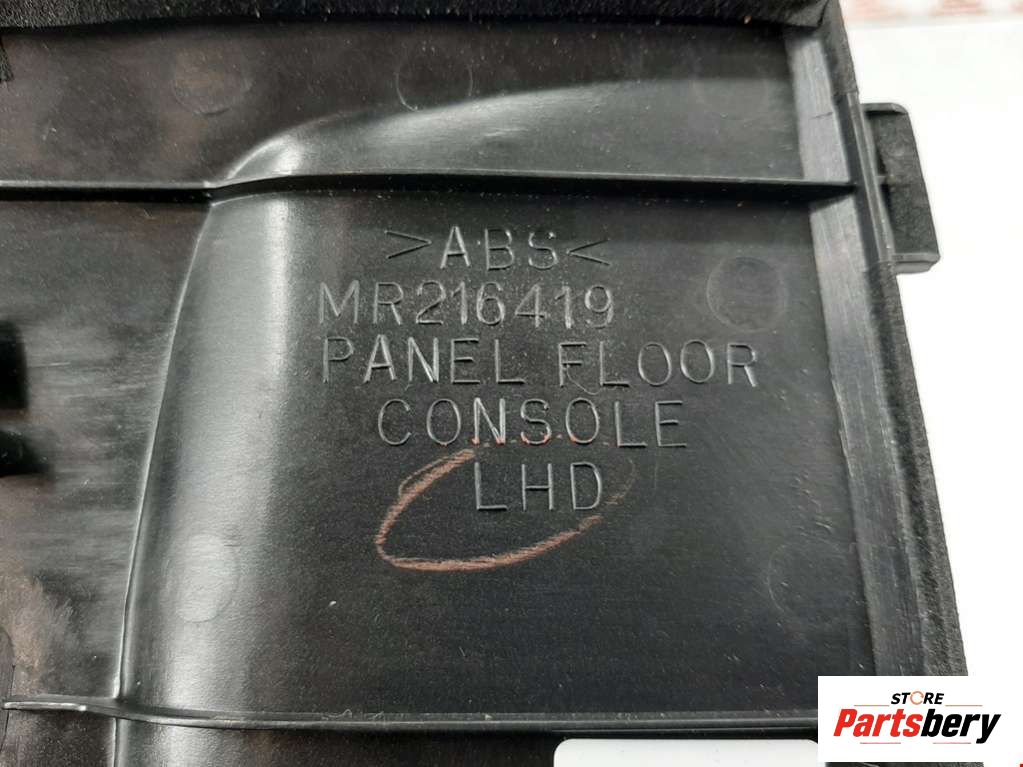 >ABS<
MR216419
PANEL FLOOR
CONSOLE
LHD
STORE
Partsbery